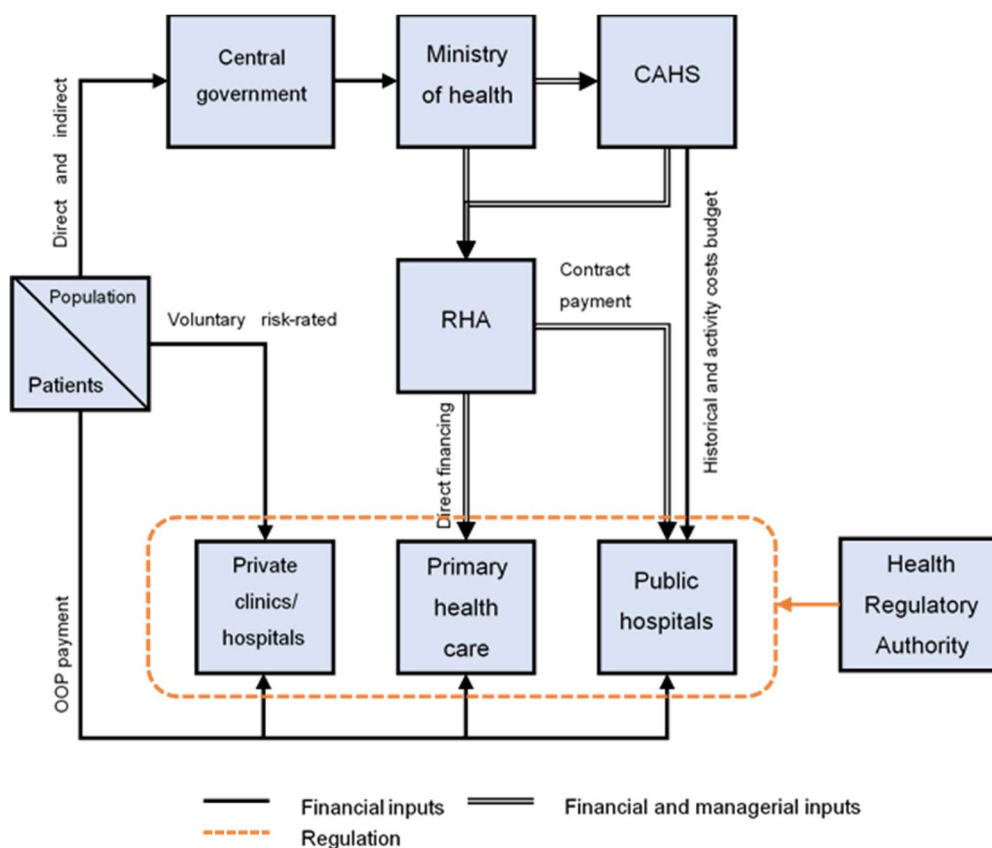 Central
government
Ministry
of health
CAHS
Direct and indirect
Population
Patients
Voluntary risk-rated
RHA
Contract
payment
Historical and activity costs budget
Direct financing
OOP payment
Private
clinics/
hospitals
Primary
health
care
Public
hospitals
Health
Regulatory
Authority
Financial inputs
Financial and managerial inputs
Regulation